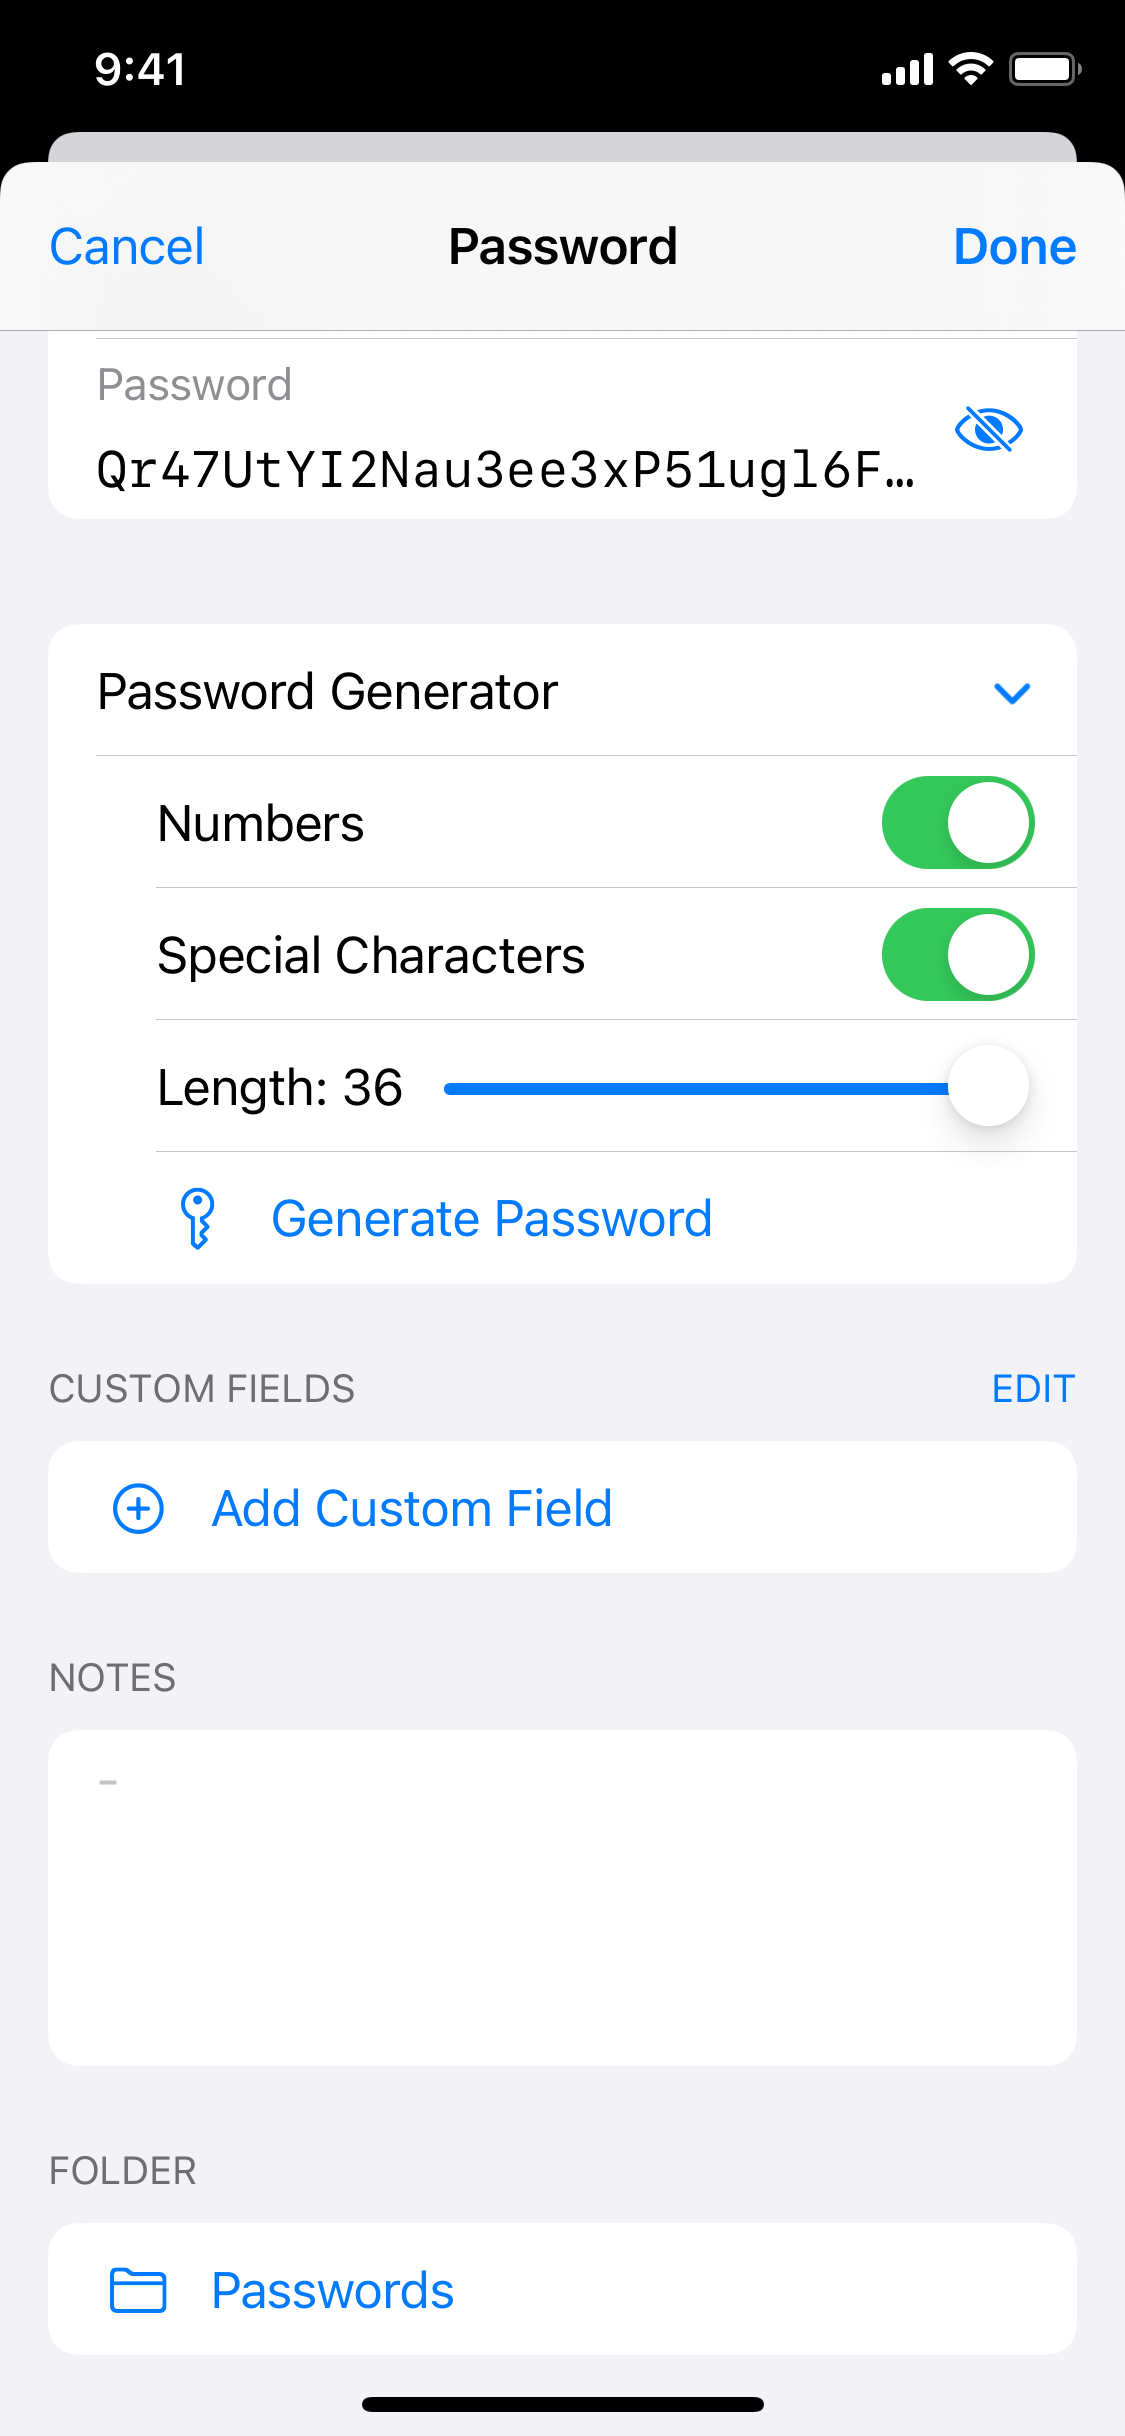 9:41
Cancel
Password
Done
Password
Qr47UtYI2Nau3ee3xP51ugl6F…
Password Generator
Numbers
Special Characters
Length: 36
Generate Password
CUSTOM FIELDS
EDIT
Add Custom Field
NOTES
-
FOLDER
Passwords